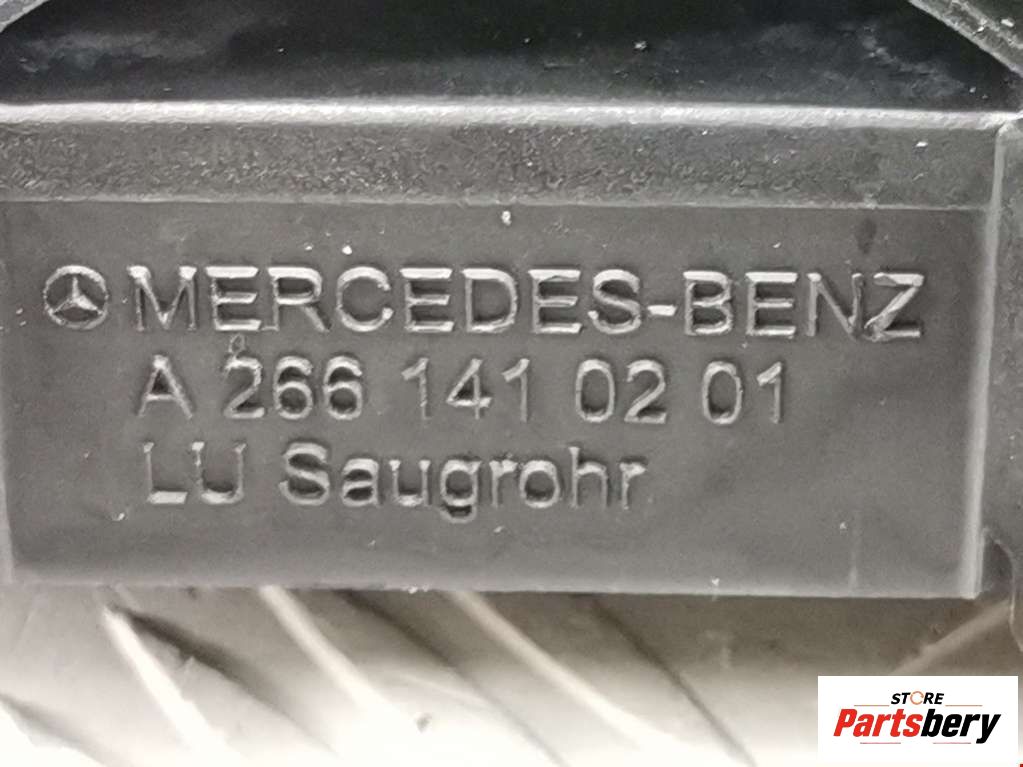 MERCEDES-BENZ
A 266 141 02 01
LU Saugrohr
STORE
Partsbery